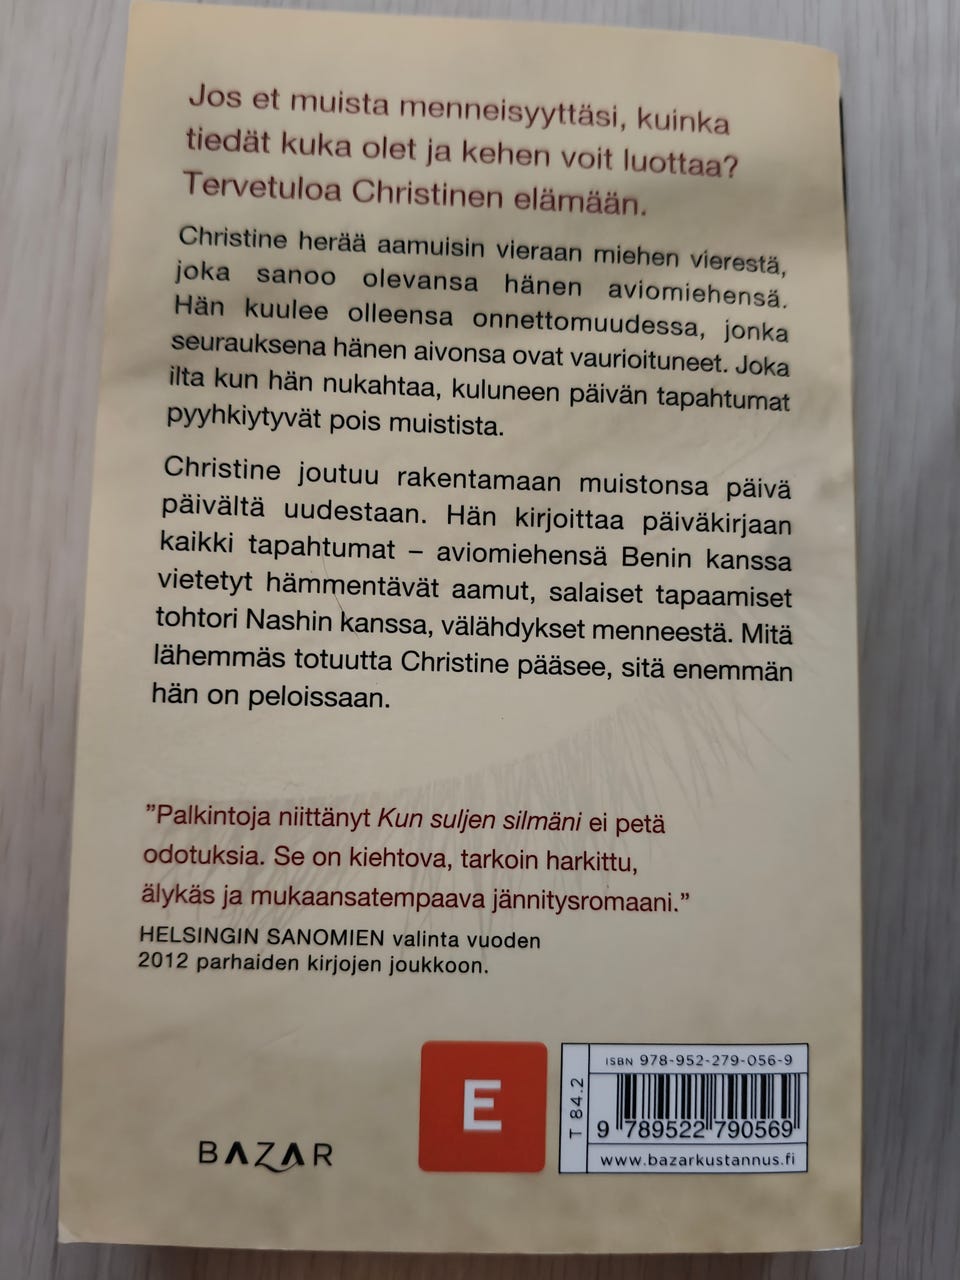 Jos et muista menneisyyttäsi, kuinka
tiedät kuka olet ja kehen voit luottaa?
Tervetuloa Christinen elämään.
Christine herää aamuisin vieraan miehen vierestä,
joka sanoo olevansa hänen aviomiehensä.
Hän kuulee olleensa onnettomuudessa, jonka
seurauksena hänen aivonsa ovat vaurioituneet. Joka
ilta kun hän nukahtaa, kuluneen päivän tapahtumat
pyyhkiytyvät pois muistista.
Christine joutuu rakentamaan muistonsa päivä
päivältä uudestaan. Hän kirjoittaa päiväkirjaan
kaikki tapahtumat – aviomiehensä Benin kanssa
vietetyt hämmentävät aamut, salaiset tapaamiset
tohtori Nashin kanssa, välähdykset menneestä. Mitä
lähemmäs totuutta Christine pääsee, sitä enemmän
hän on peloissaan.
”Palkintoja niittänyt Kun suljen silmäni ei petä
odotuksia. Se on kiehtova, tarkoin harkittu,
älykäs ja mukaansatempaava jännitysromaani.”
HELSINGIN SANOMIEN valinta vuoden
2012 parhaiden kirjojen joukkoon.
BAZAR
E
T 84.2
ISBN 978-952-279-056-9
9 789522 790569
www.bazarkustannus.fi